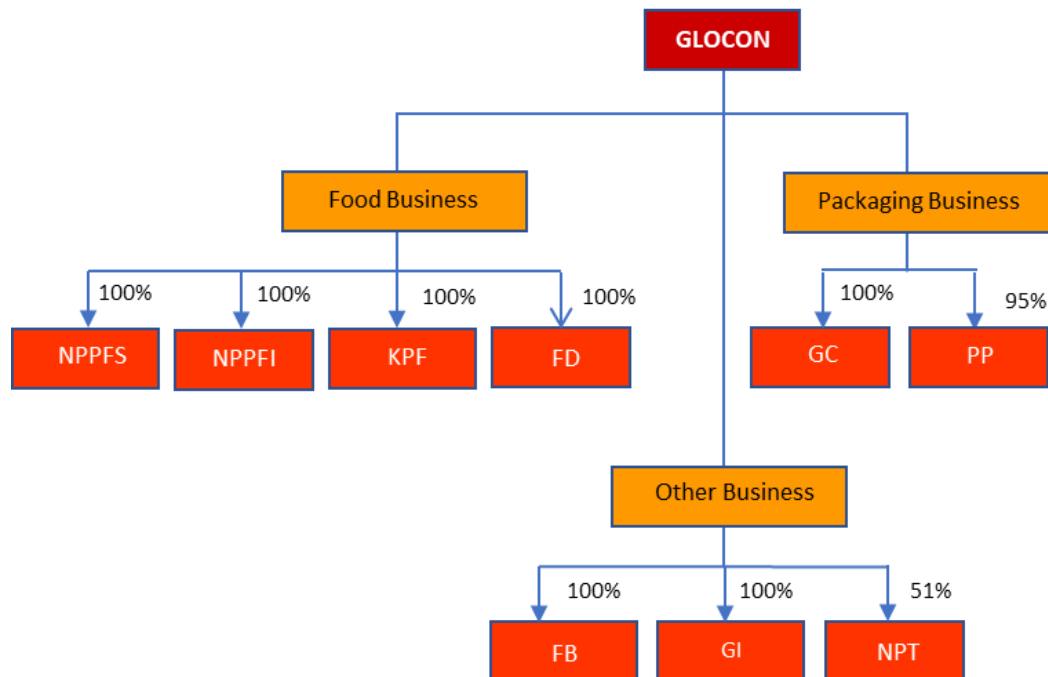 GLOCON
Food Business
Packaging Business
100%
100%
100%
100%
100%
95%
NPPFS
NPPFI
KPF
FD
GC
PP
Other Business
100%
100%
51%
FB
GI
NPT